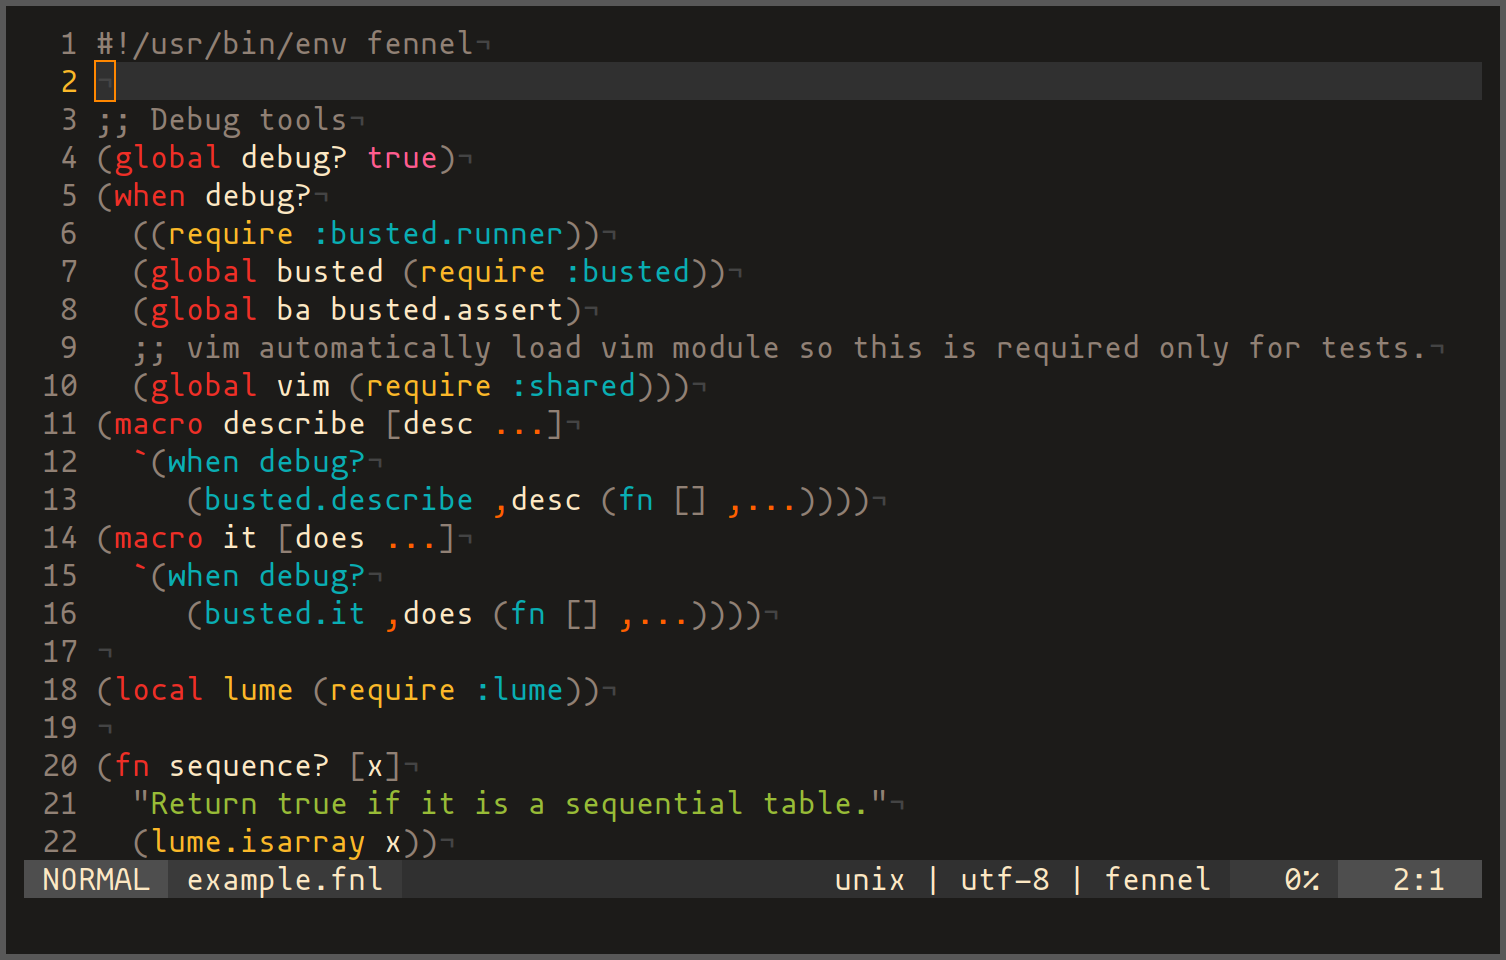 1 #!/usr/bin/env fennel¬
2 ¬
3 ;; Debug tools¬
4 (global debug? true)¬
5 (when debug?¬
6   ((require :busted.runner))¬
7   (global busted (require :busted))¬
8   (global ba busted.assert)¬
9   ;; vim automatically load vim module so this is required only for tests.¬
10   (global vim (require :shared)))¬
11 (macro describe [desc ...]¬
12   `(when debug?¬
13      (busted.describe ,desc (fn [] ,...))))¬
14 (macro it [does ...]¬
15   `(when debug?¬
16      (busted.it ,does (fn [] ,...))))¬
17 ¬
18 (local lume (require :lume))¬
19 ¬
20 (fn sequence? [x]¬
21   "Return true if it is a sequential table."¬
22   (lume.isarray x))¬
NORMAL example.fnl unix | utf-8 | fennel 0% 2:1